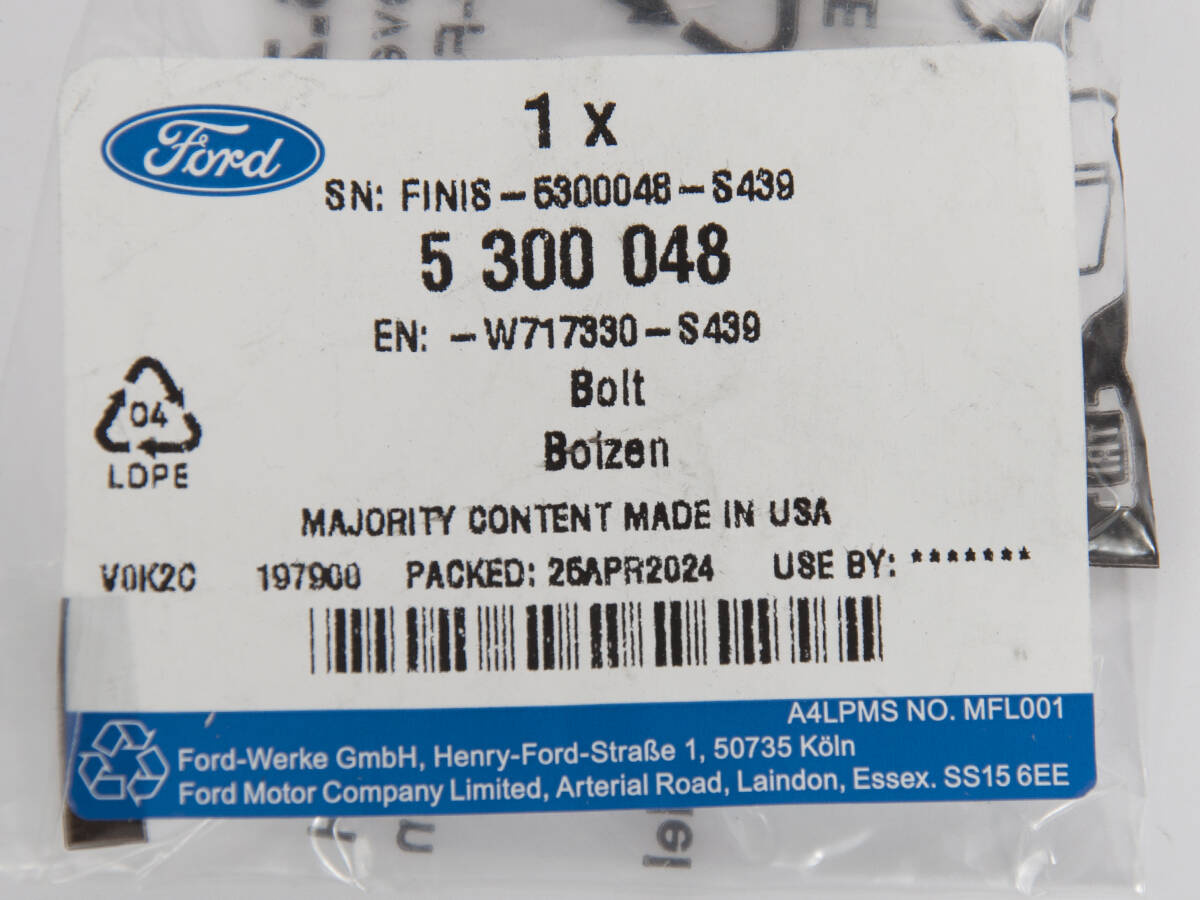 Ford
1 x
SN: FINIS-5300048-S439
5 300 048
EN: -W717330-S439
Bolt
Bolzen
04
LDPE
MAJORITY CONTENT MADE IN USA
V0K2C 197900 PACKED: 26APR2024 USE BY: *******
A4LPMS NO. MFL001
Ford-Werke GmbH, Henry-Ford-Straße 1, 50735 Köln
Ford Motor Company Limited, Arterial Road, Laindon, Essex. SS15 6EE